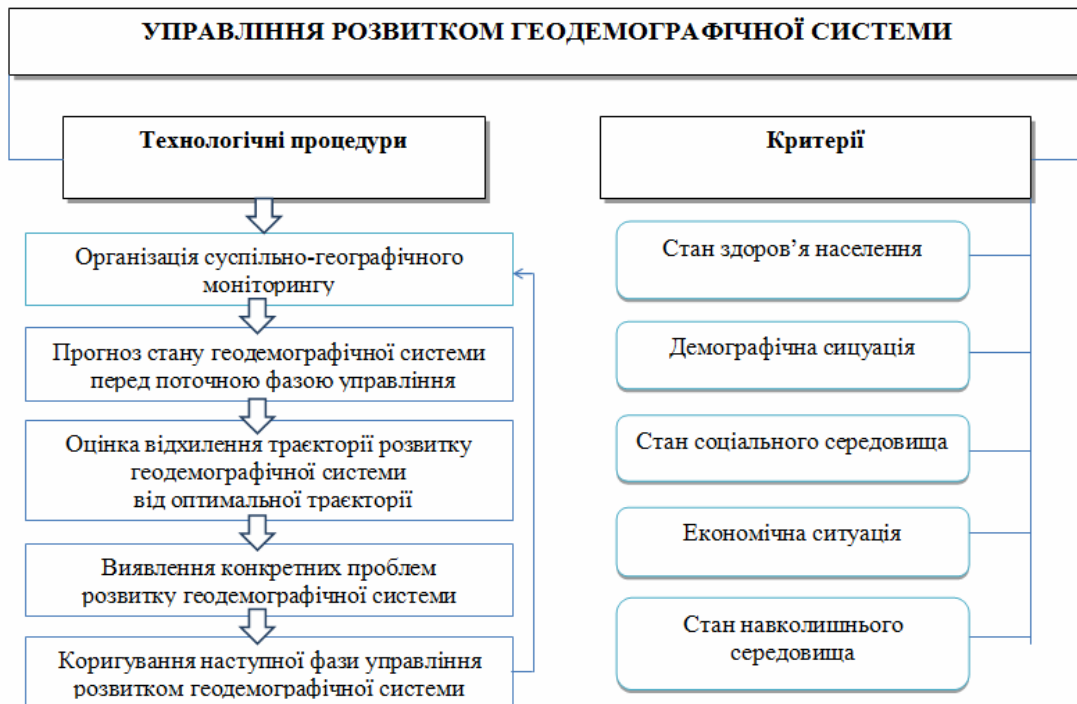 УПРАВЛІННЯ РОЗВИТКОМ ГЕОДЕМОГРАФІЧНОЇ СИСТЕМИ
Технологічні процедури
Організація суспільно-географічного
моніторингу
Прогноз стану геодемографічної системи
перед поточною фазою управління
Оцінка відхилення траєкторії розвитку
геодемографічної системи
від оптимальної траєкторії
Виявлення конкретних проблем
розвитку геодемографічної системи
Коригування наступної фази управління
розвитком геодемографічної системи
Критерії
Стан здоров’я населення
Демографічна сицуація
Стан соціального середовища
Економічна ситуація
Стан навколишнього
середовища